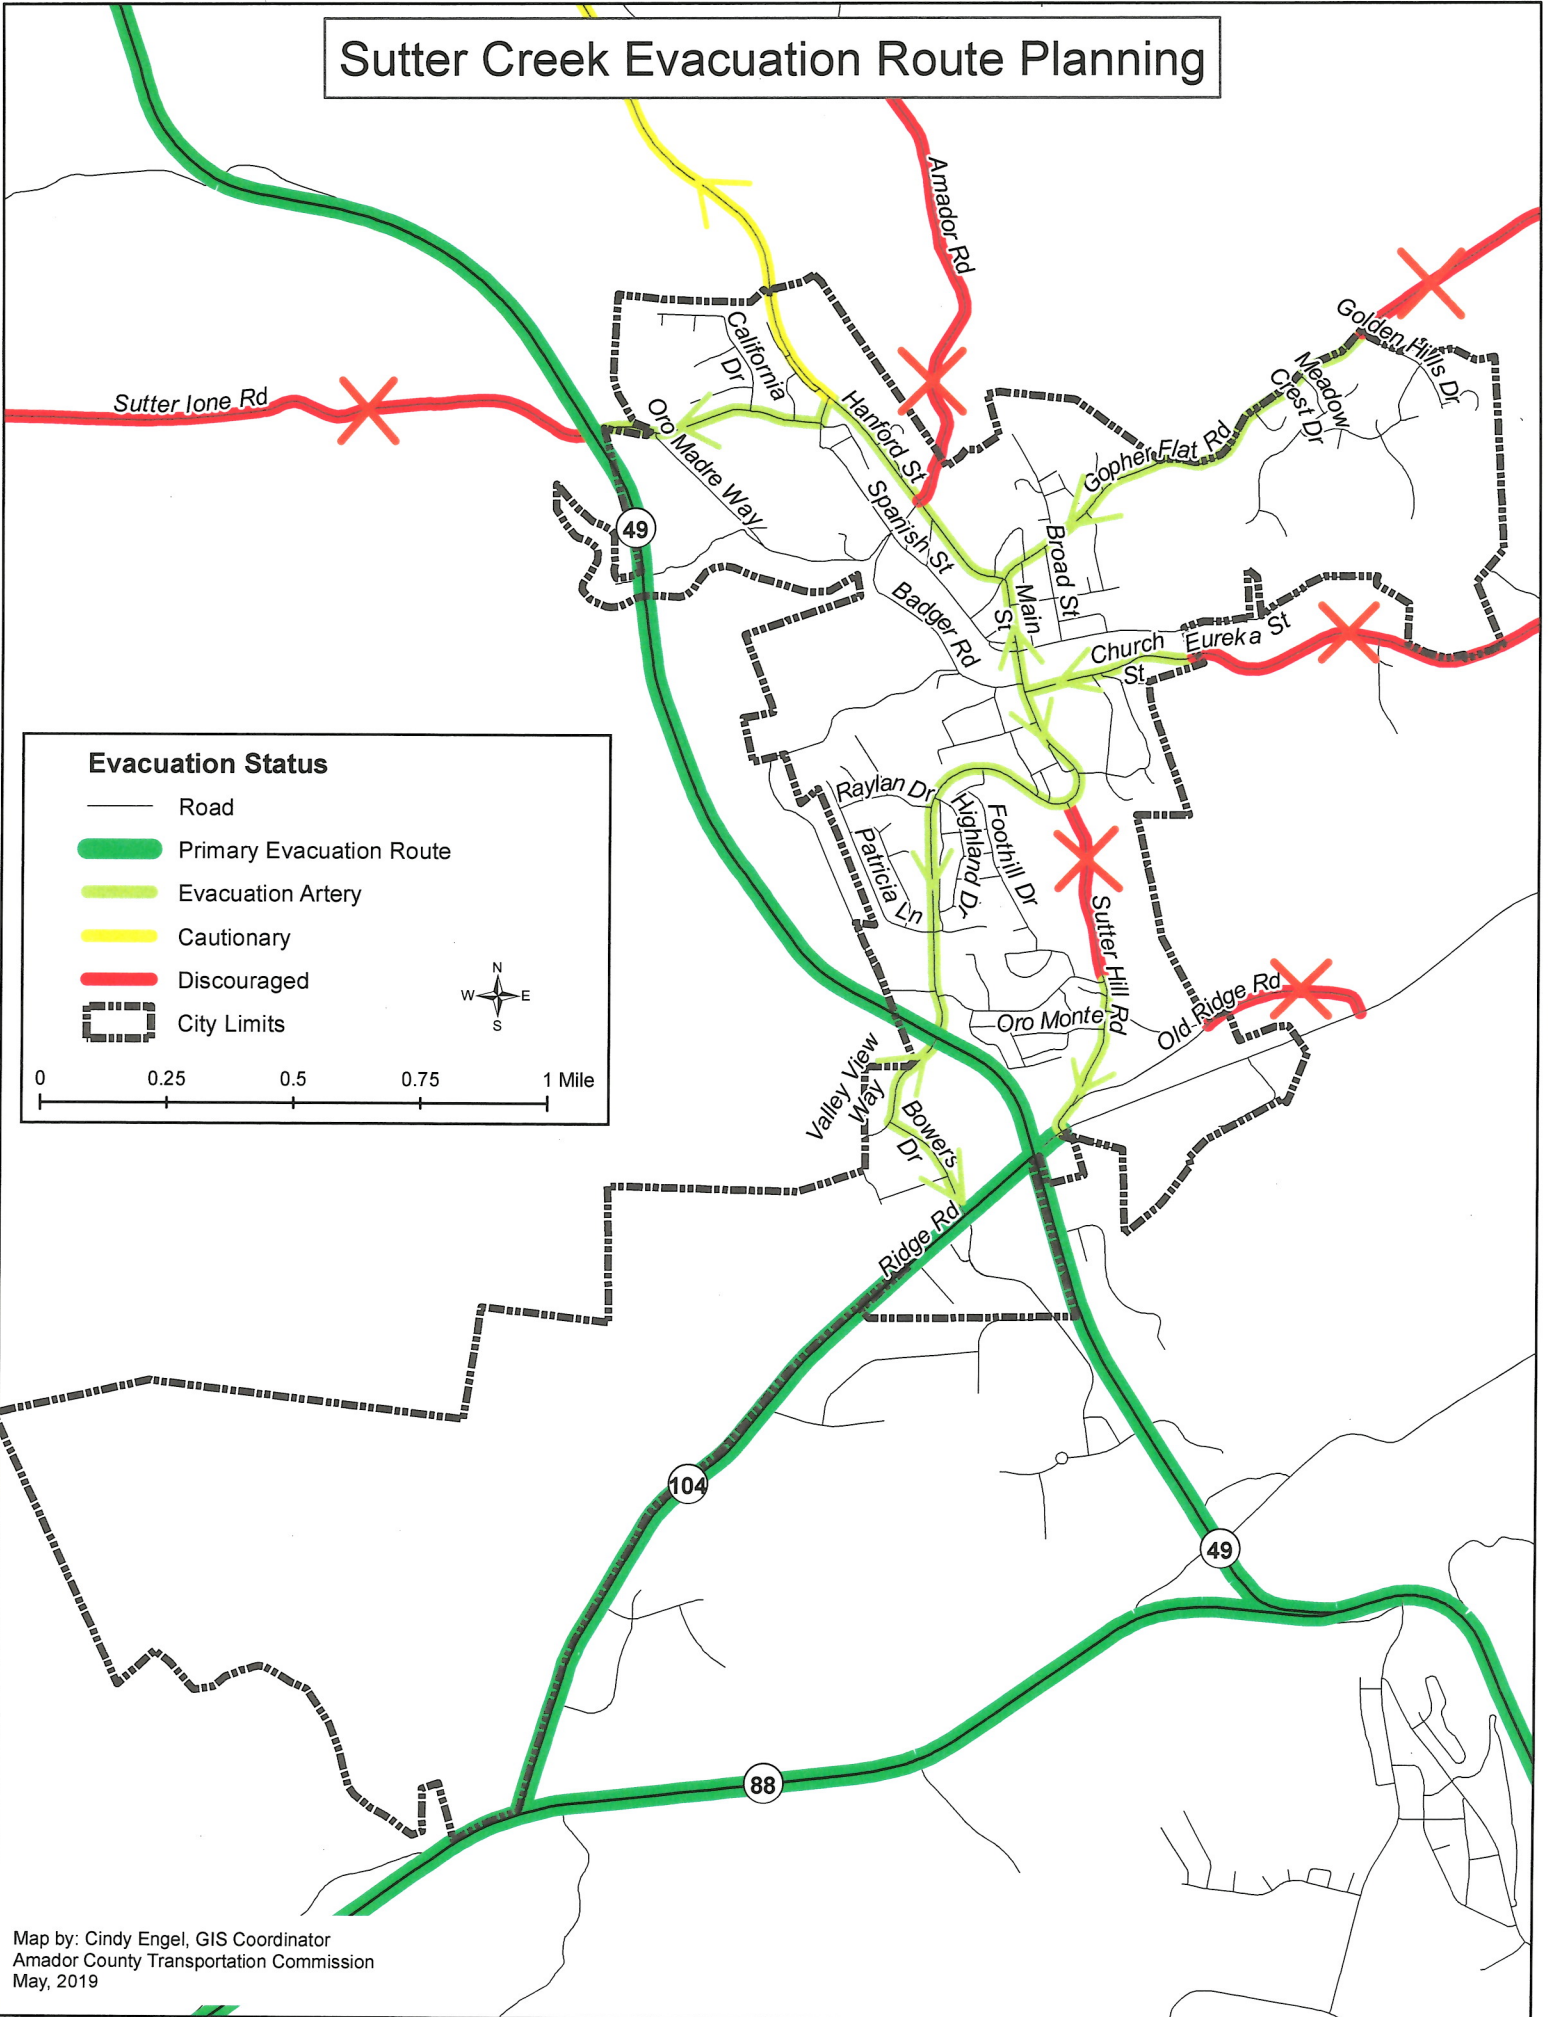 Sutter Creek Evacuation Route Planning
Amador Rd
Golden Hills Dr
Meadow
Crest Dr
California
Dr
Sutter Ione Rd
Oro Madre Way
Hanford St
Gopher Flat Rd
Spanish St
49
Broad St
Main
St
Badger Rd
Church
St
Eureka St
Evacuation Status
Road
Primary Evacuation Route
Evacuation Artery
Cautionary
Discouraged
City Limits
N
W
E
S
0
0.25
0.5
0.75
1 Mile
Raylan Dr
Highland Dr
Foothill Dr
Patricia Ln
Sutter Hill Rd
Old Ridge Rd
Oro Monte
Valley View
Way
Bowers
Dr
Ridge Rd
104
49
88
Map by: Cindy Engel, GIS Coordinator
Amador County Transportation Commission
May, 2019